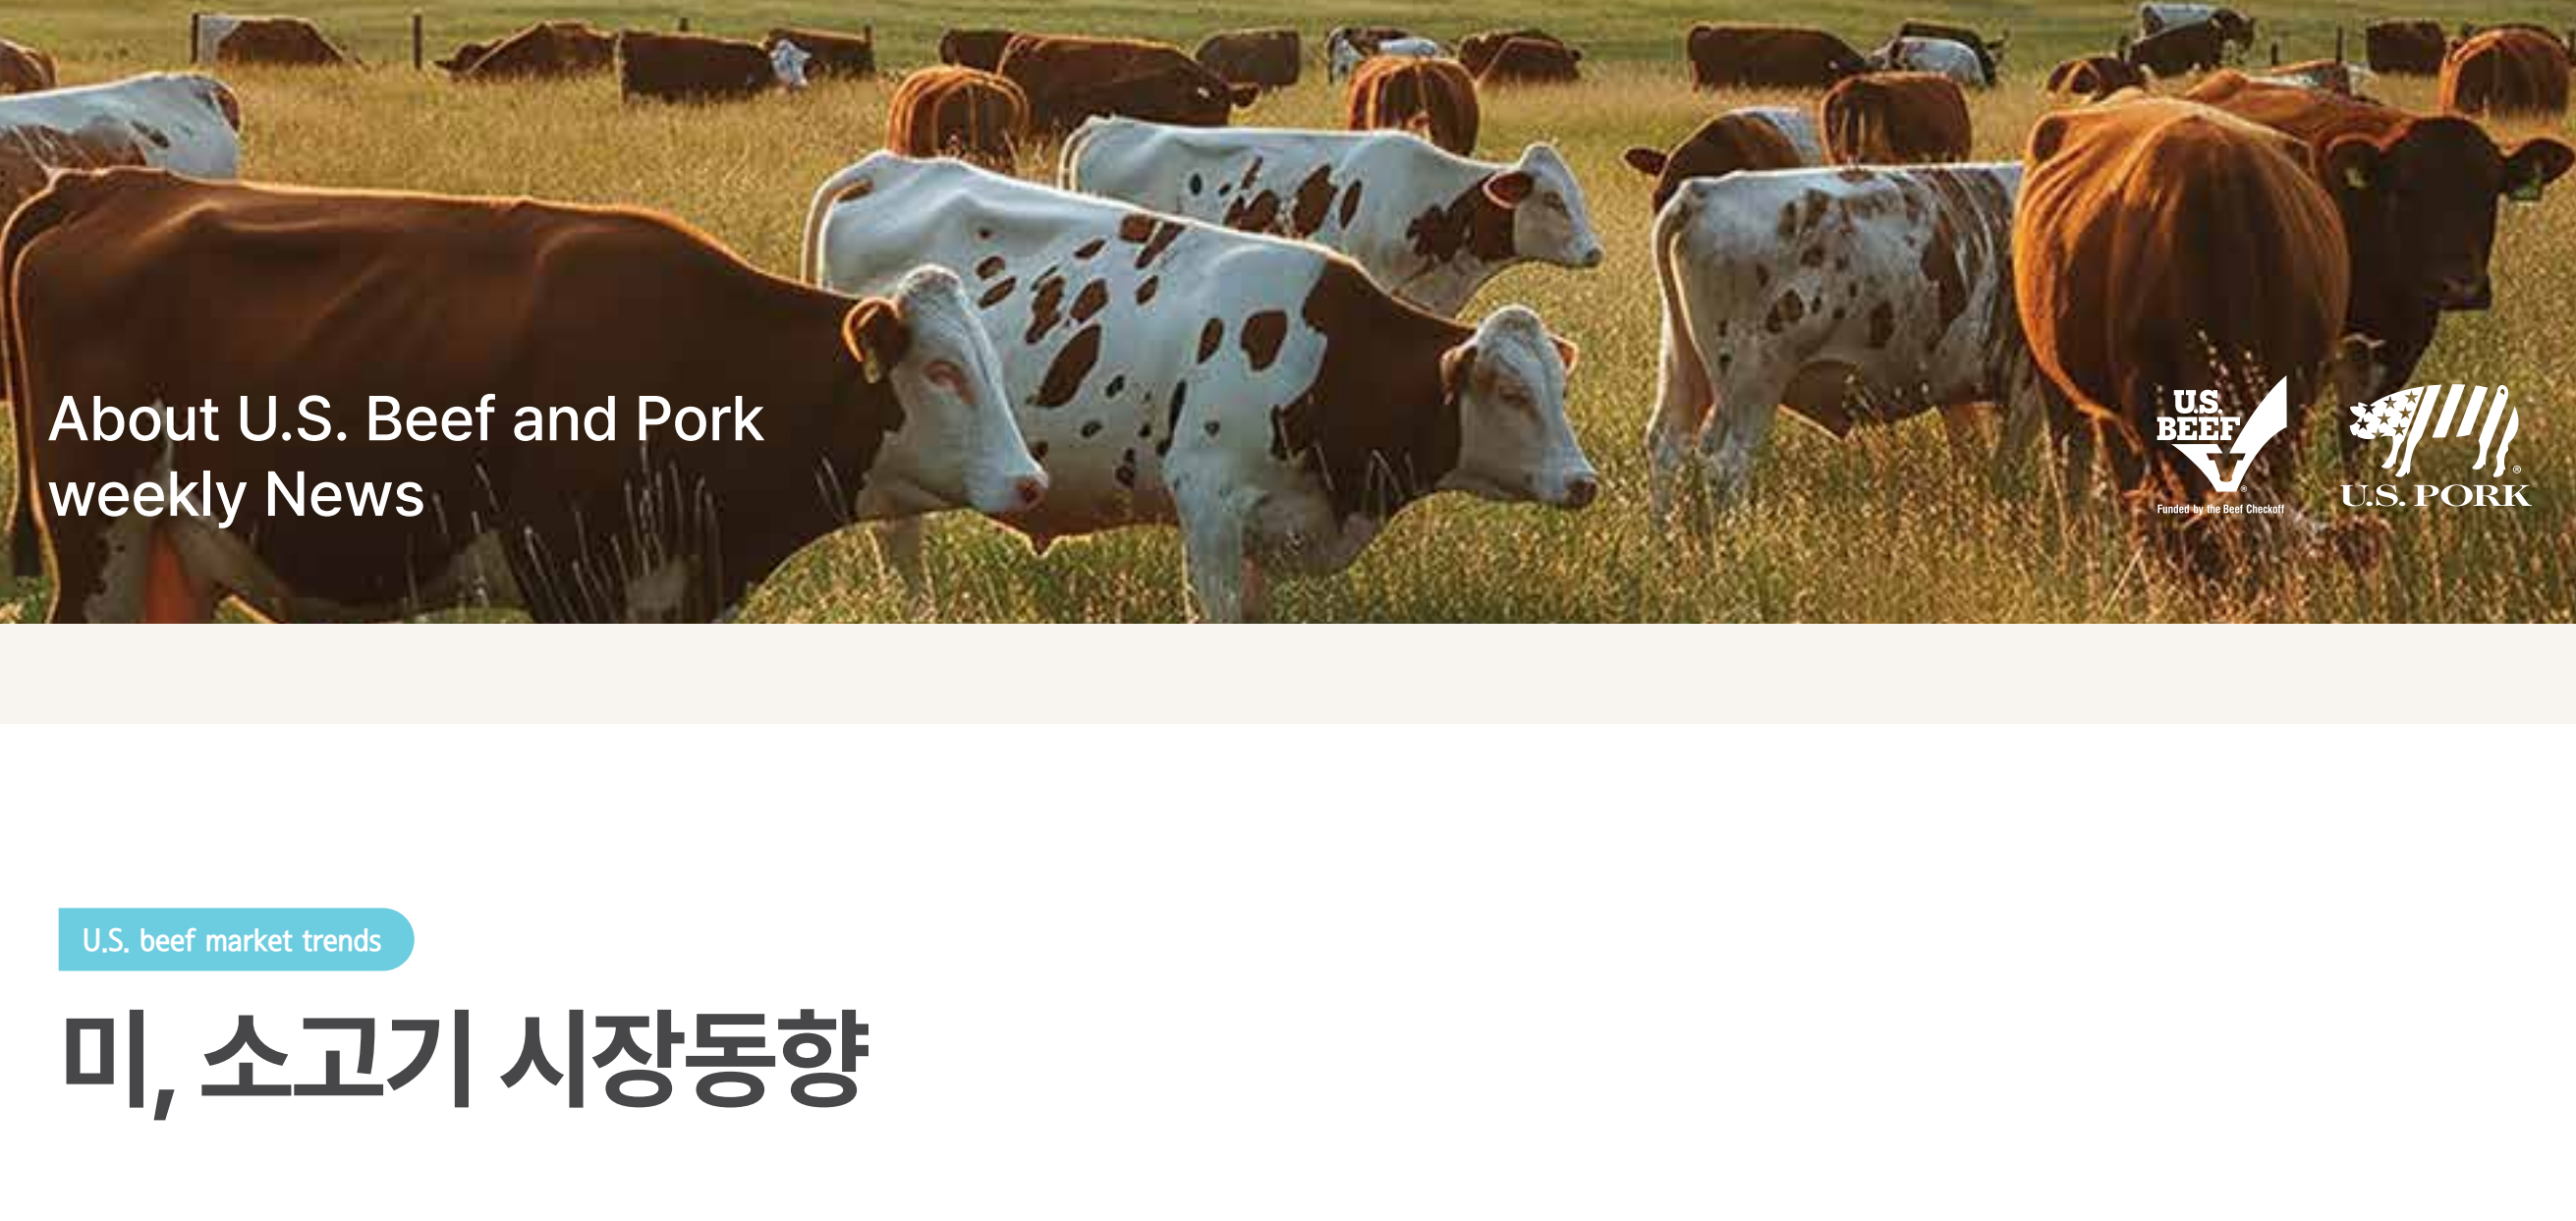 About U.S. Beef and Pork
weekly News
U.S.
BEEF
®
Funded by the Beef Checkoff
®
U.S. PORK
U.S. beef market trends
미, 소고기 시장동향